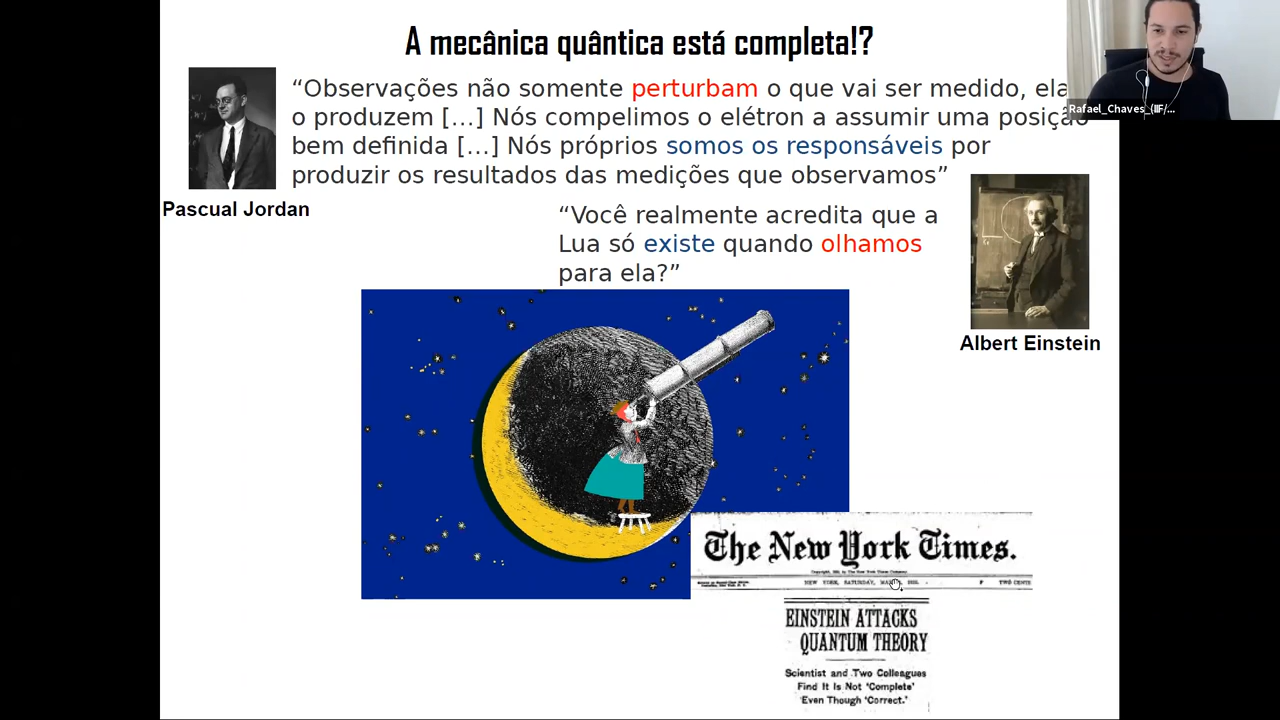 A mecânica quântica está completa!?
“Observações não somente perturbam o que vai ser medido, ela
o produzem [...] Nós compelimos o elétron a assumir uma posição
bem definida [...] Nós próprios somos os responsáveis por
produzir os resultados das medições que observamos”
Rafael_Chaves_(IIF/...
Pascual Jordan
“Você realmente acredita que a
Lua só existe quando olhamos
para ela?”
Albert Einstein
The New York Times.
NEW YORK, SATURDAY,
TWO CENTS
EINSTEIN ATTACKS
QUANTUM THEORY
Scientist and Two Colleagues
Find It Is Not ‘Complete’
Even Though ‘Correct.’